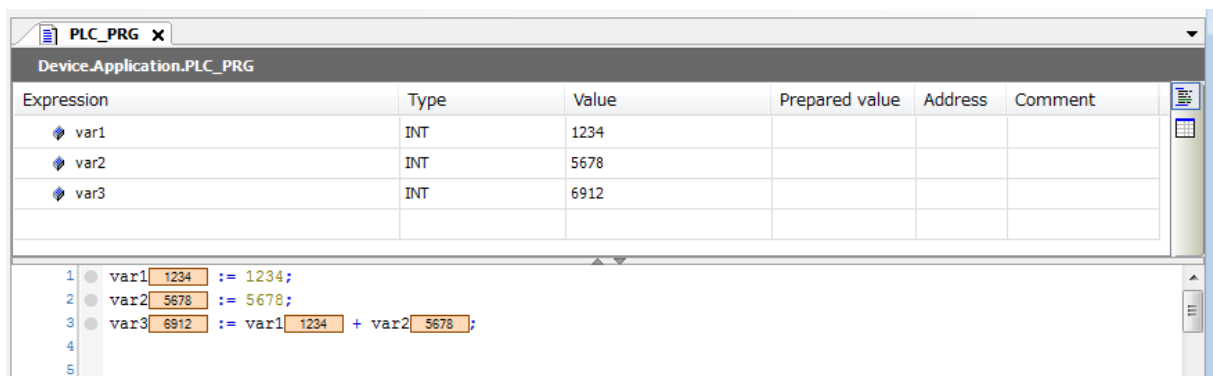 PLC_PRG X
Device.Application.PLC_PRG
Expression Type Value Prepared value Address Comment
var1 INT 1234
var2 INT 5678
var3 INT 6912
1 var1 1234 := 1234;
2 var2 5678 := 5678;
3 var3 6912 := var1 1234 + var2 5678 ;
4
5